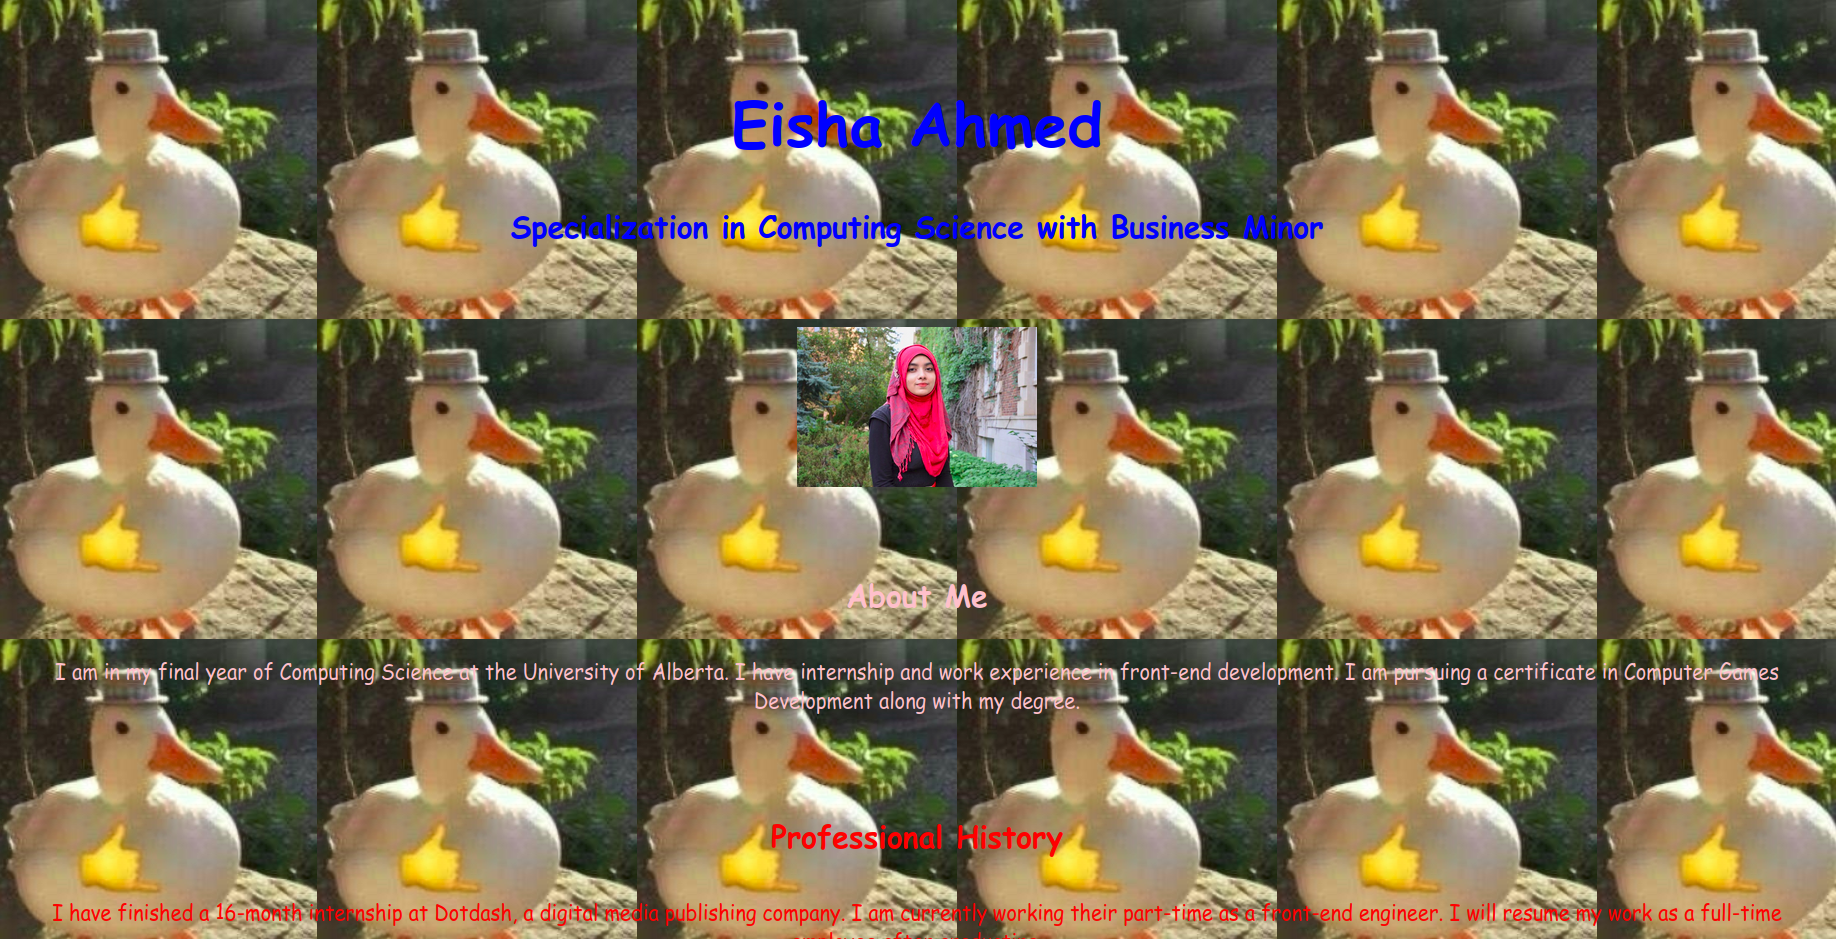 Eisha Ahmed
Specialization in Computing Science with Business Minor
About Me
I am in my final year of Computing Science at the University of Alberta. I have internship and work experience in front-end development. I am pursuing a certificate in Computer Games
Development along with my degree.
Professional History
I have finished a 16-month internship at Dotdash, a digital media publishing company. I am currently working their part-time as a front-end engineer. I will resume my work as a full-time
employee after